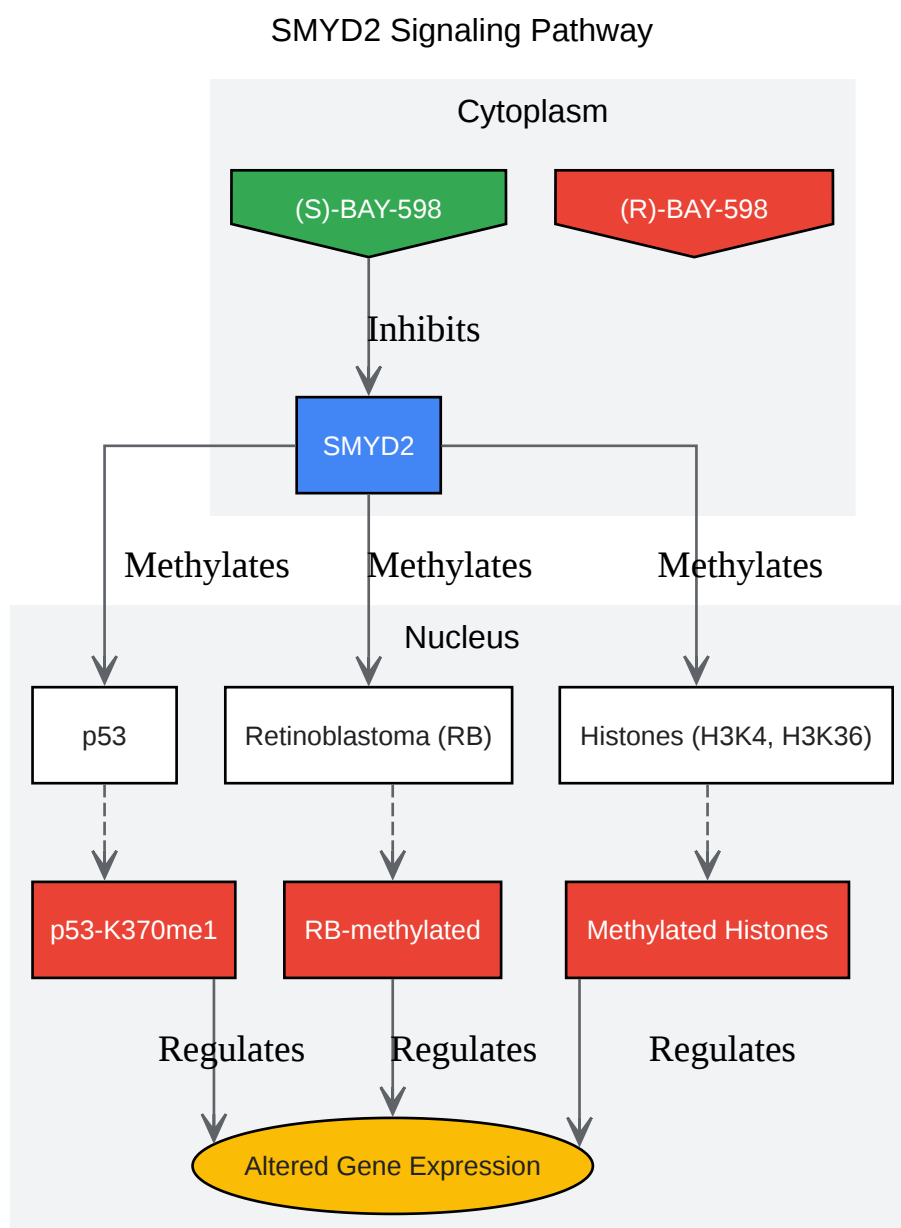 SMYD2 Signaling Pathway
Cytoplasm
(S)-BAY-598
(R)-BAY-598
Inhibits
SMYD2
Methylates
Methylates
Methylates
Nucleus
p53
Retinoblastoma (RB)
Histones (H3K4, H3K36)
p53-K370me1
RB-methylated
Methylated Histones
Regulates
Regulates
Regulates
Altered Gene Expression